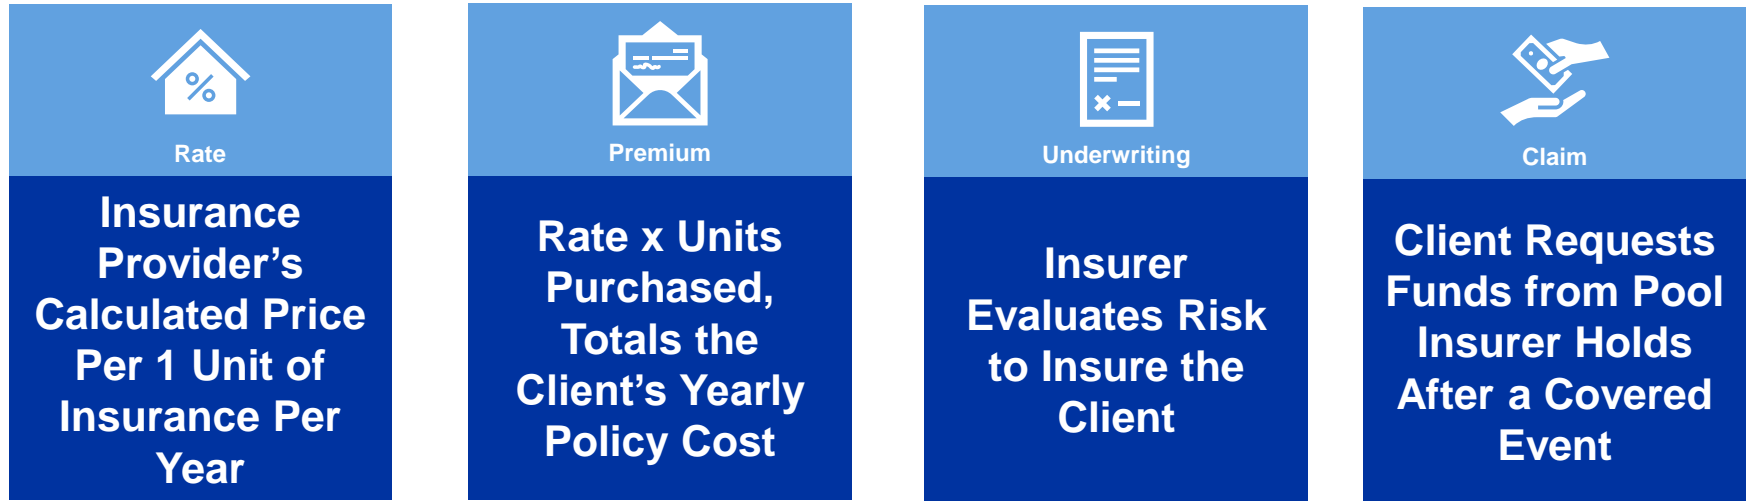 Rate
Insurance
Provider’s
Calculated Price
Per 1 Unit of
Insurance Per
Year
Premium
Rate x Units
Purchased,
Totals the
Client’s Yearly
Policy Cost
Underwriting
Insurer
Evaluates Risk
to Insure the
Client
Claim
Client Requests
Funds from Pool
Insurer Holds
After a Covered
Event